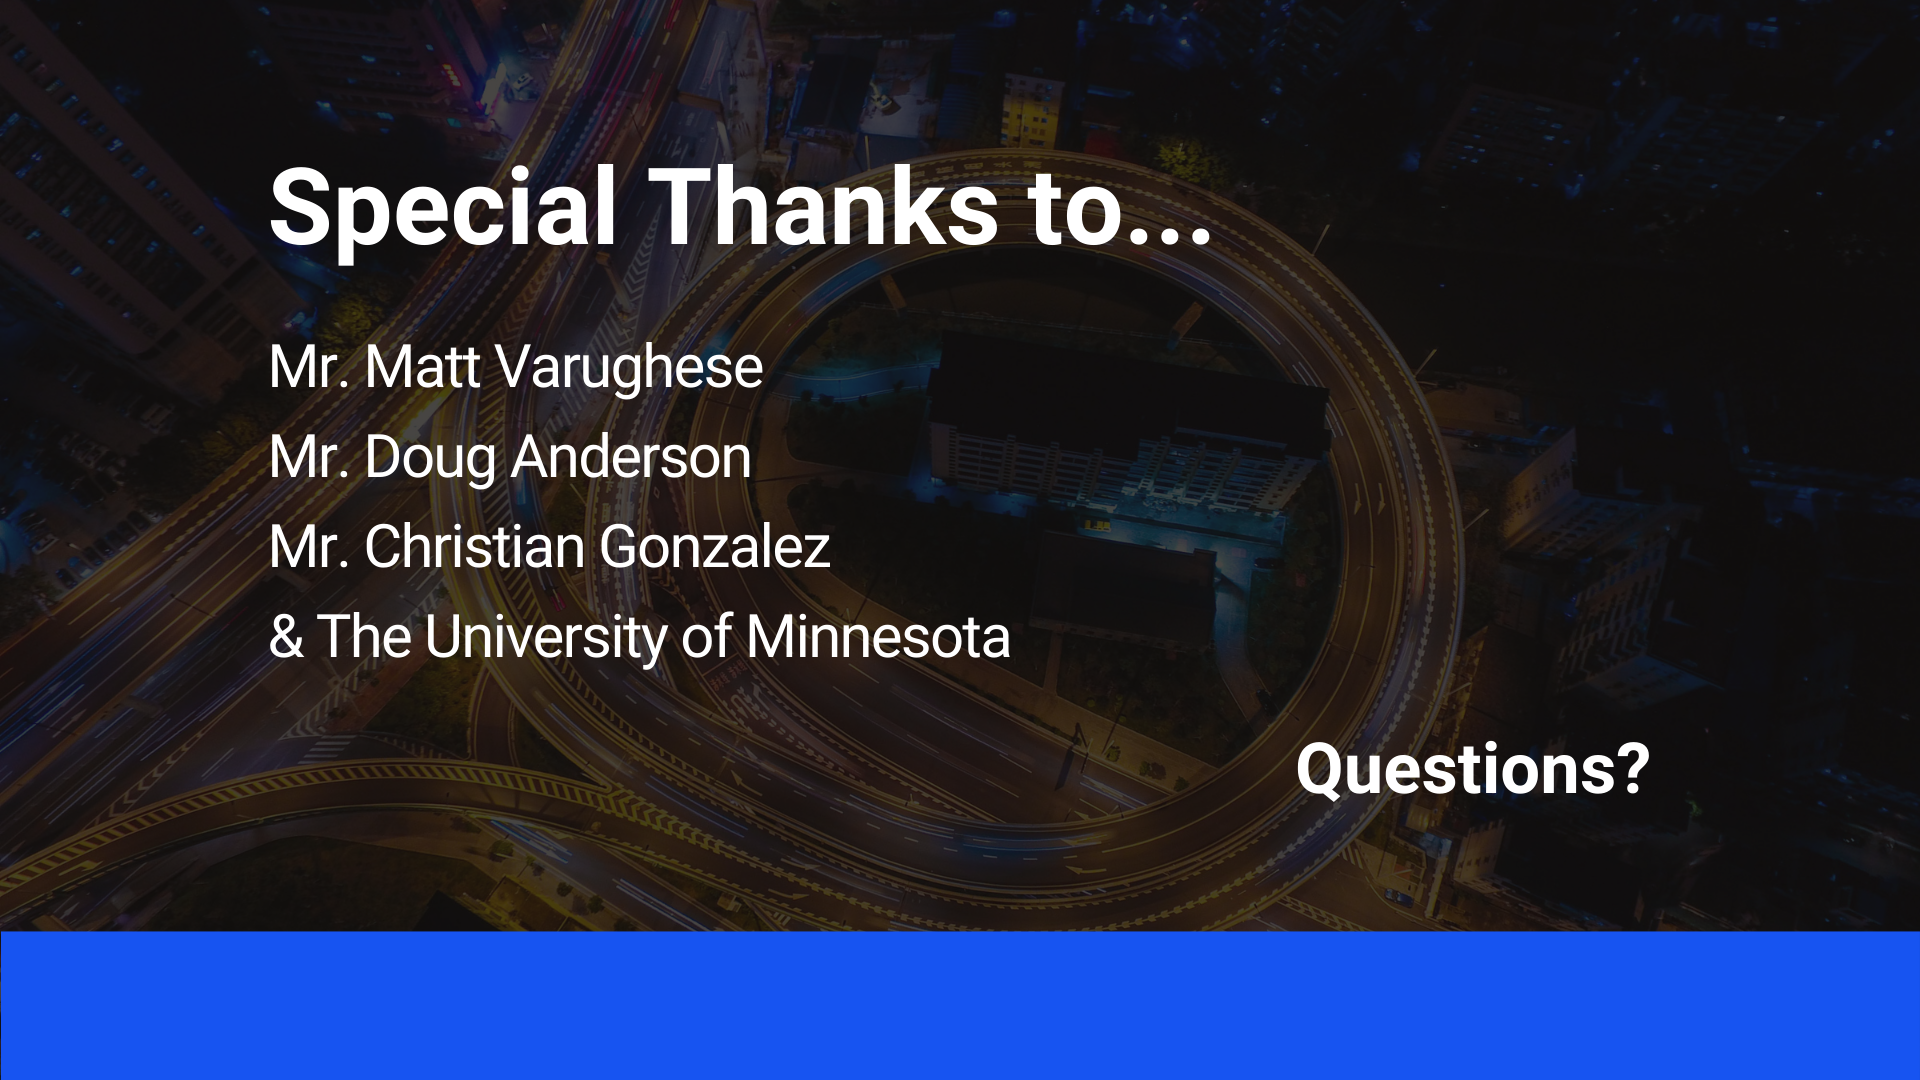 Special Thanks to...
Mr. Matt Varughese
Mr. Doug Anderson
Mr. Christian Gonzalez
& The University of Minnesota
Questions?